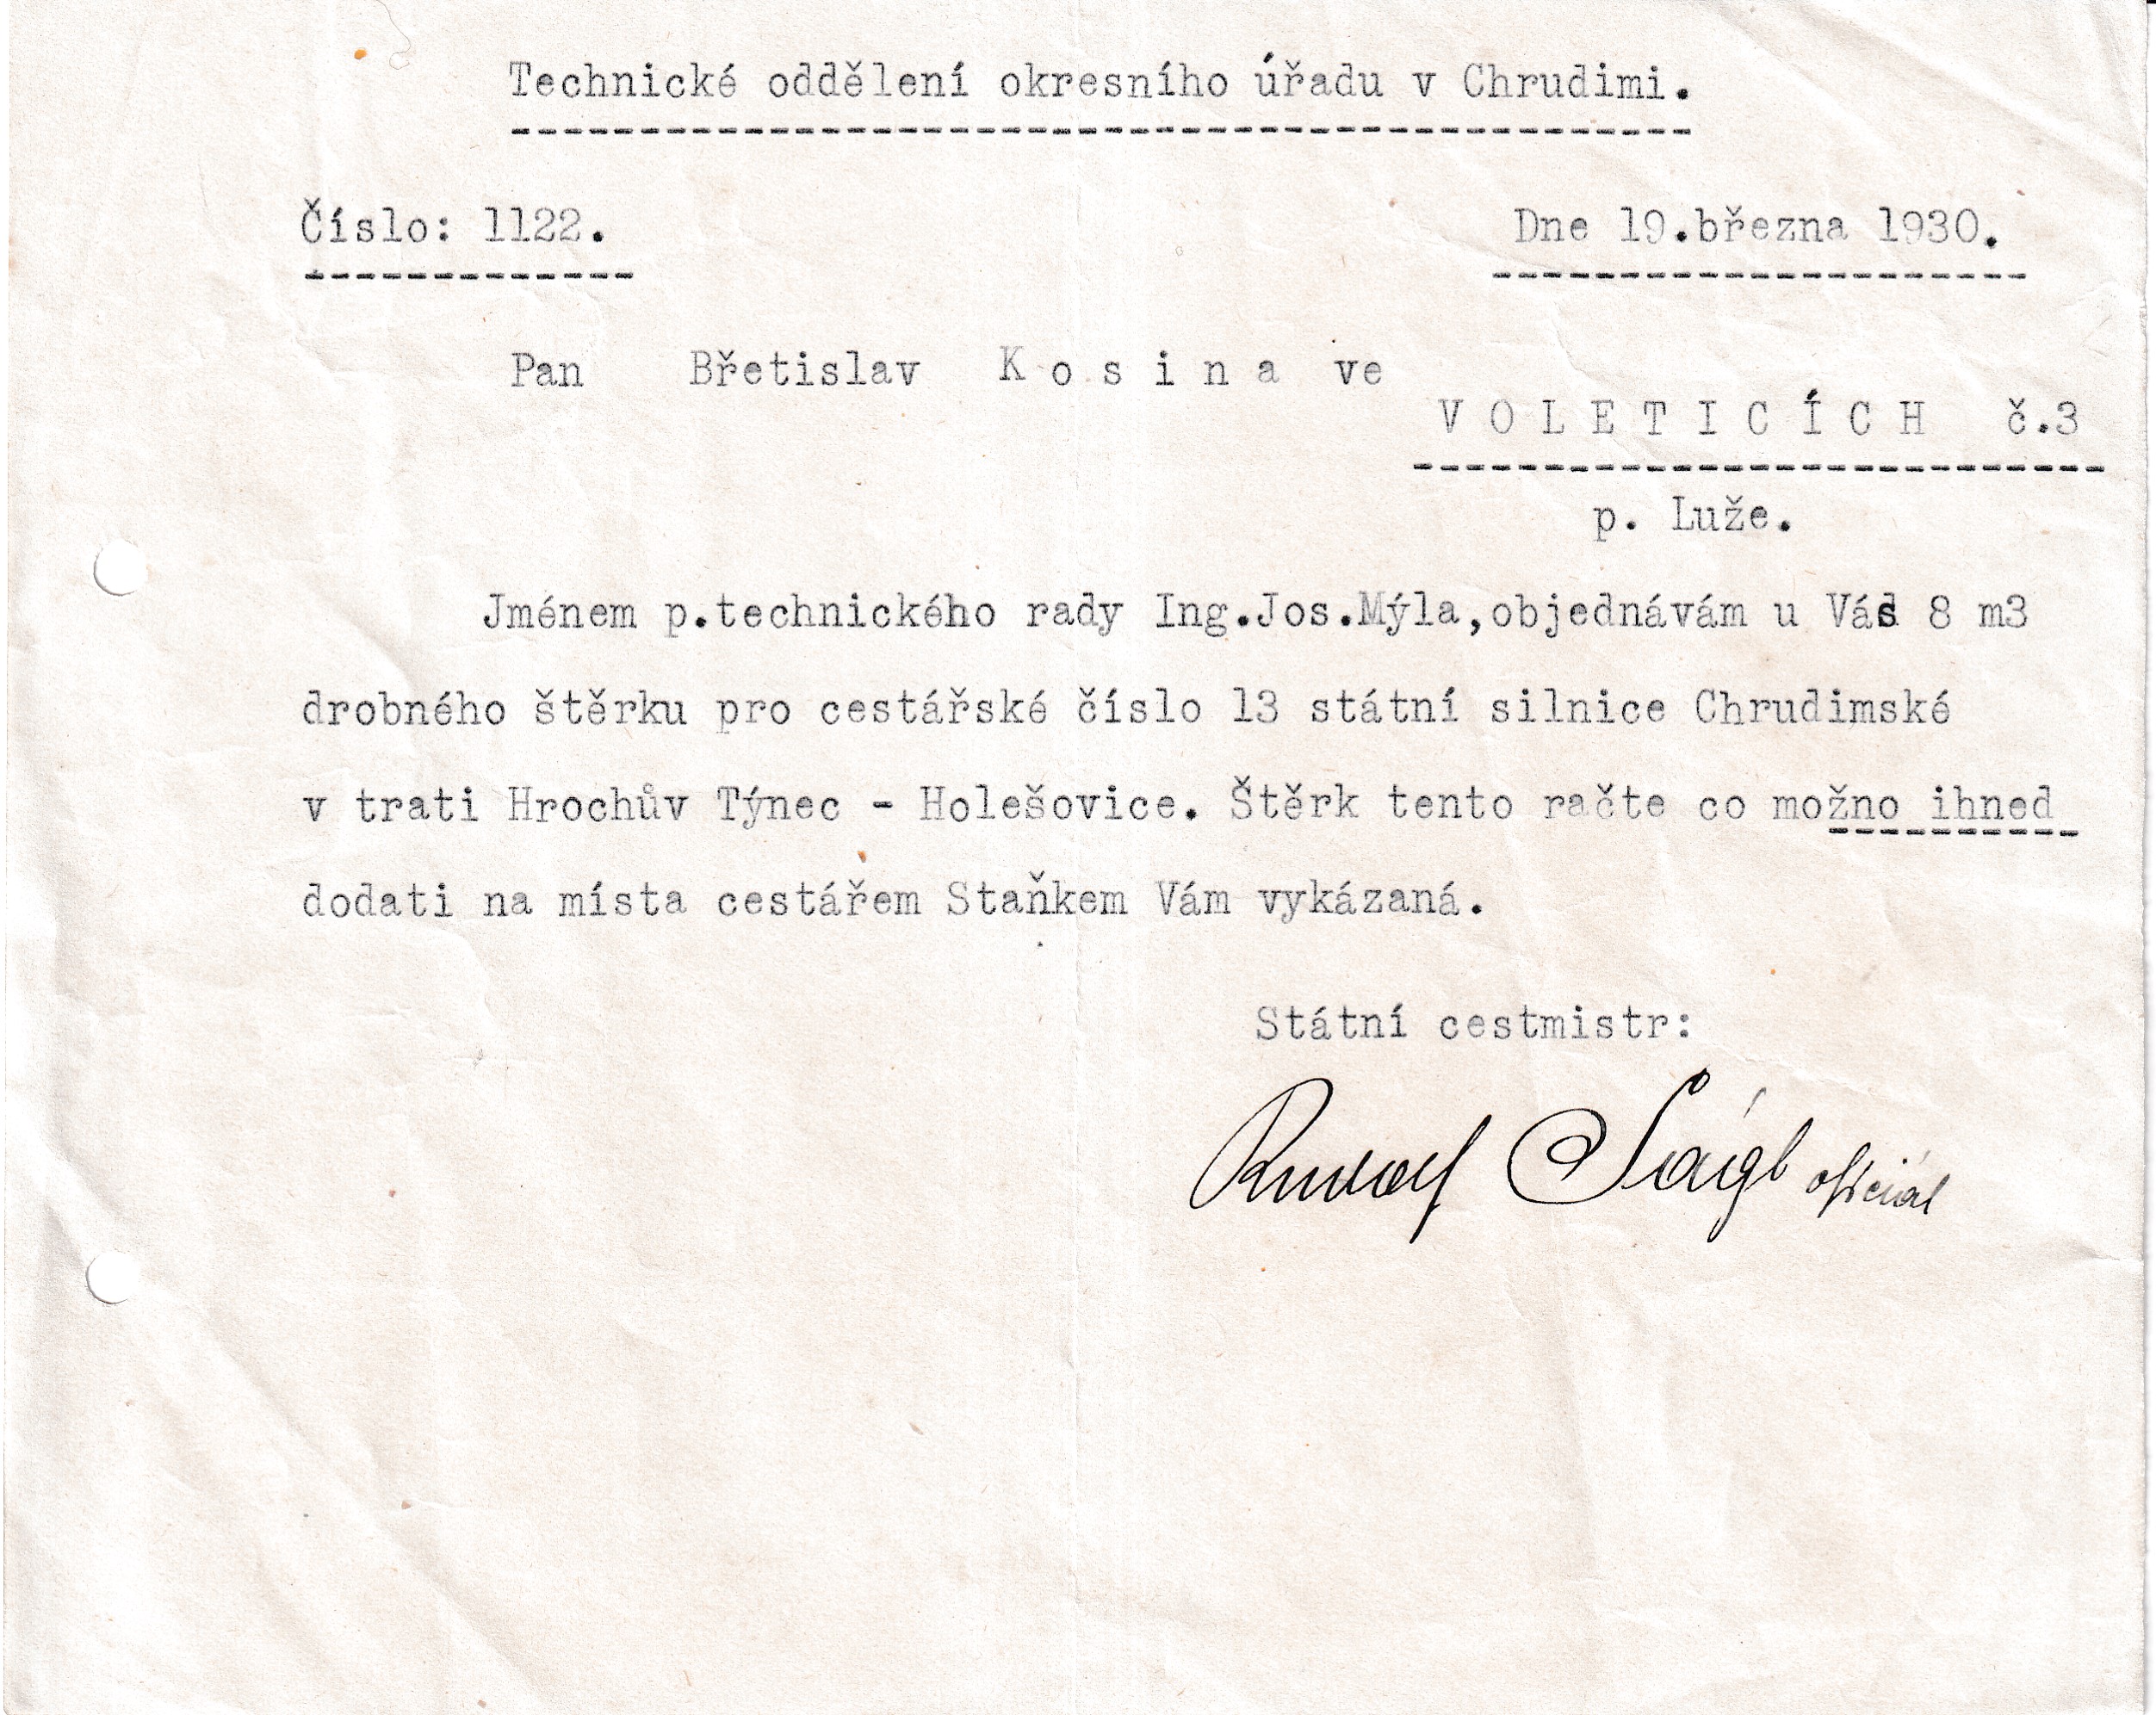 Technické oddělení okresního úřadu v Chrudimi.
Číslo: 1122.
Dne 19.března 1930.
Pan Břetislav K o s i n a ve
V O L E T I C Í C H č.3
p. Luže.
Jménem p.technického rady Ing.Jos.Mýla,objednávám u Vás 8 m3
drobného štěrku pro cestářské číslo 13 státní silnice Chrudimské
v trati Hrochův Týnec - Holešovice. Štěrk tento račte co možno ihned
dodati na místa cestářem Staňkem Vám vykázaná.
Státní cestmistr:
Rudolf Ságl oficiál